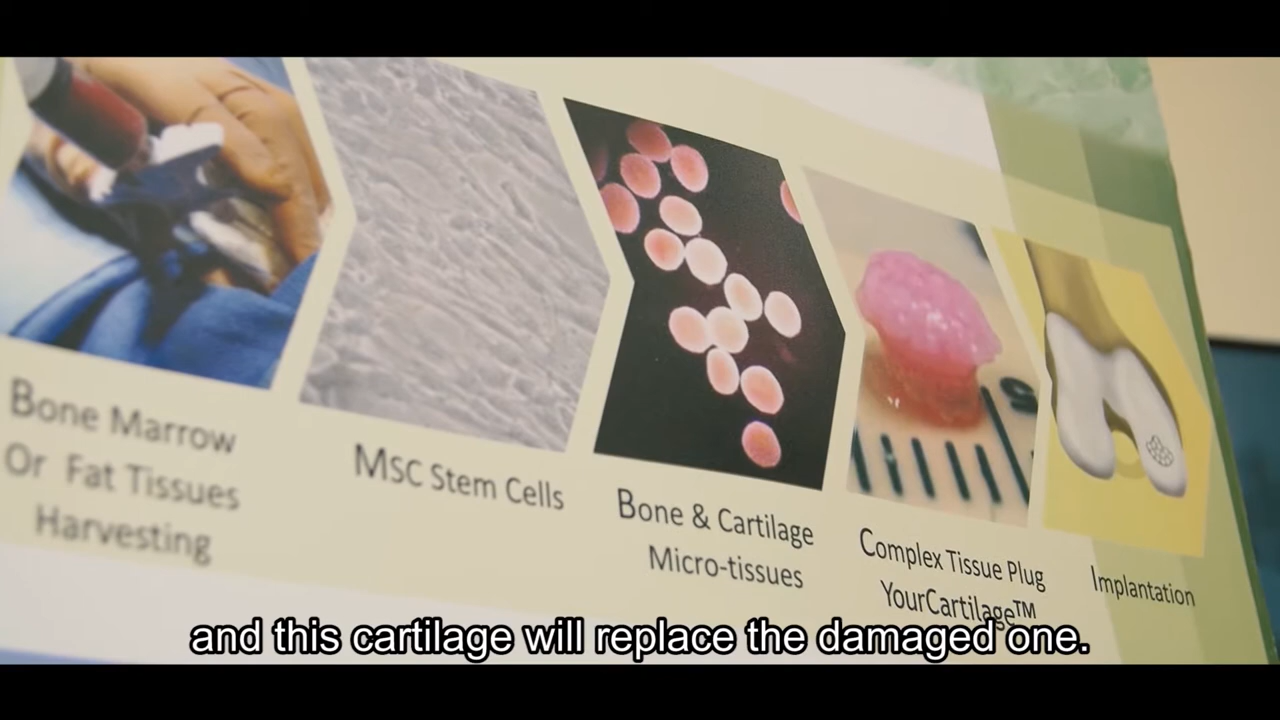 Bone Marrow
Or Fat Tissues
Harvesting
Msc Stem Cells
Bone & Cartilage
Micro-tissues
Complex Tissue Plug
YourCartilage™
Implantation
5
and this cartilage will replace the damaged one.